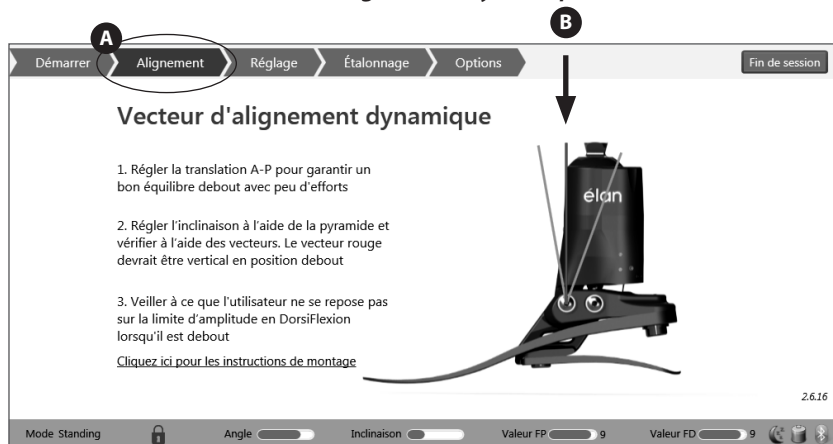 B
A
Démarrer Alignement Réglage Étalonnage Options Fin de session
Vecteur d'alignement dynamique
1. Régler la translation A-P pour garantir un
bon équilibre debout avec peu d'efforts
2. Régler l'inclinaison à l'aide de la pyramide et
vérifier à l'aide des vecteurs. Le vecteur rouge
devrait être vertical en position debout
3. Veiller à ce que l'utilisateur ne se repose pas
sur la limite d'amplitude en DorsiFlexion
lorsqu'il est debout
Cliquez ici pour les instructions de montage
élan
2.6.16
Mode Standing Angle Inclinaison Valeur FP 9 Valeur FD 9